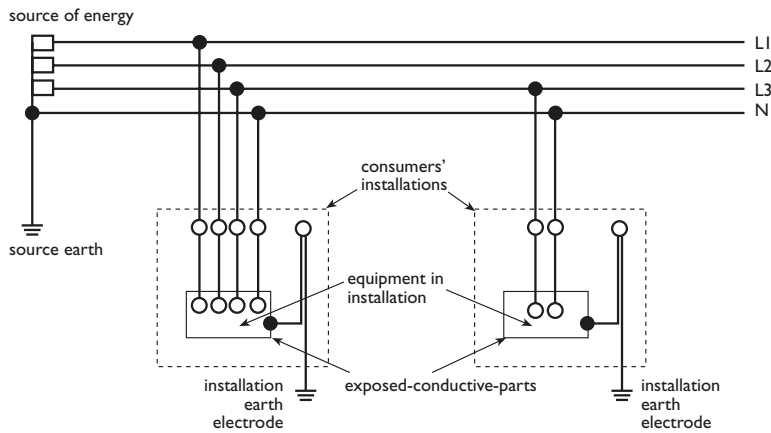 source of energy
L1
L2
L3
N
consumers'
installations
source earth
equipment in
installation
installation
earth
electrode
exposed-conductive-parts
installation
earth
electrode